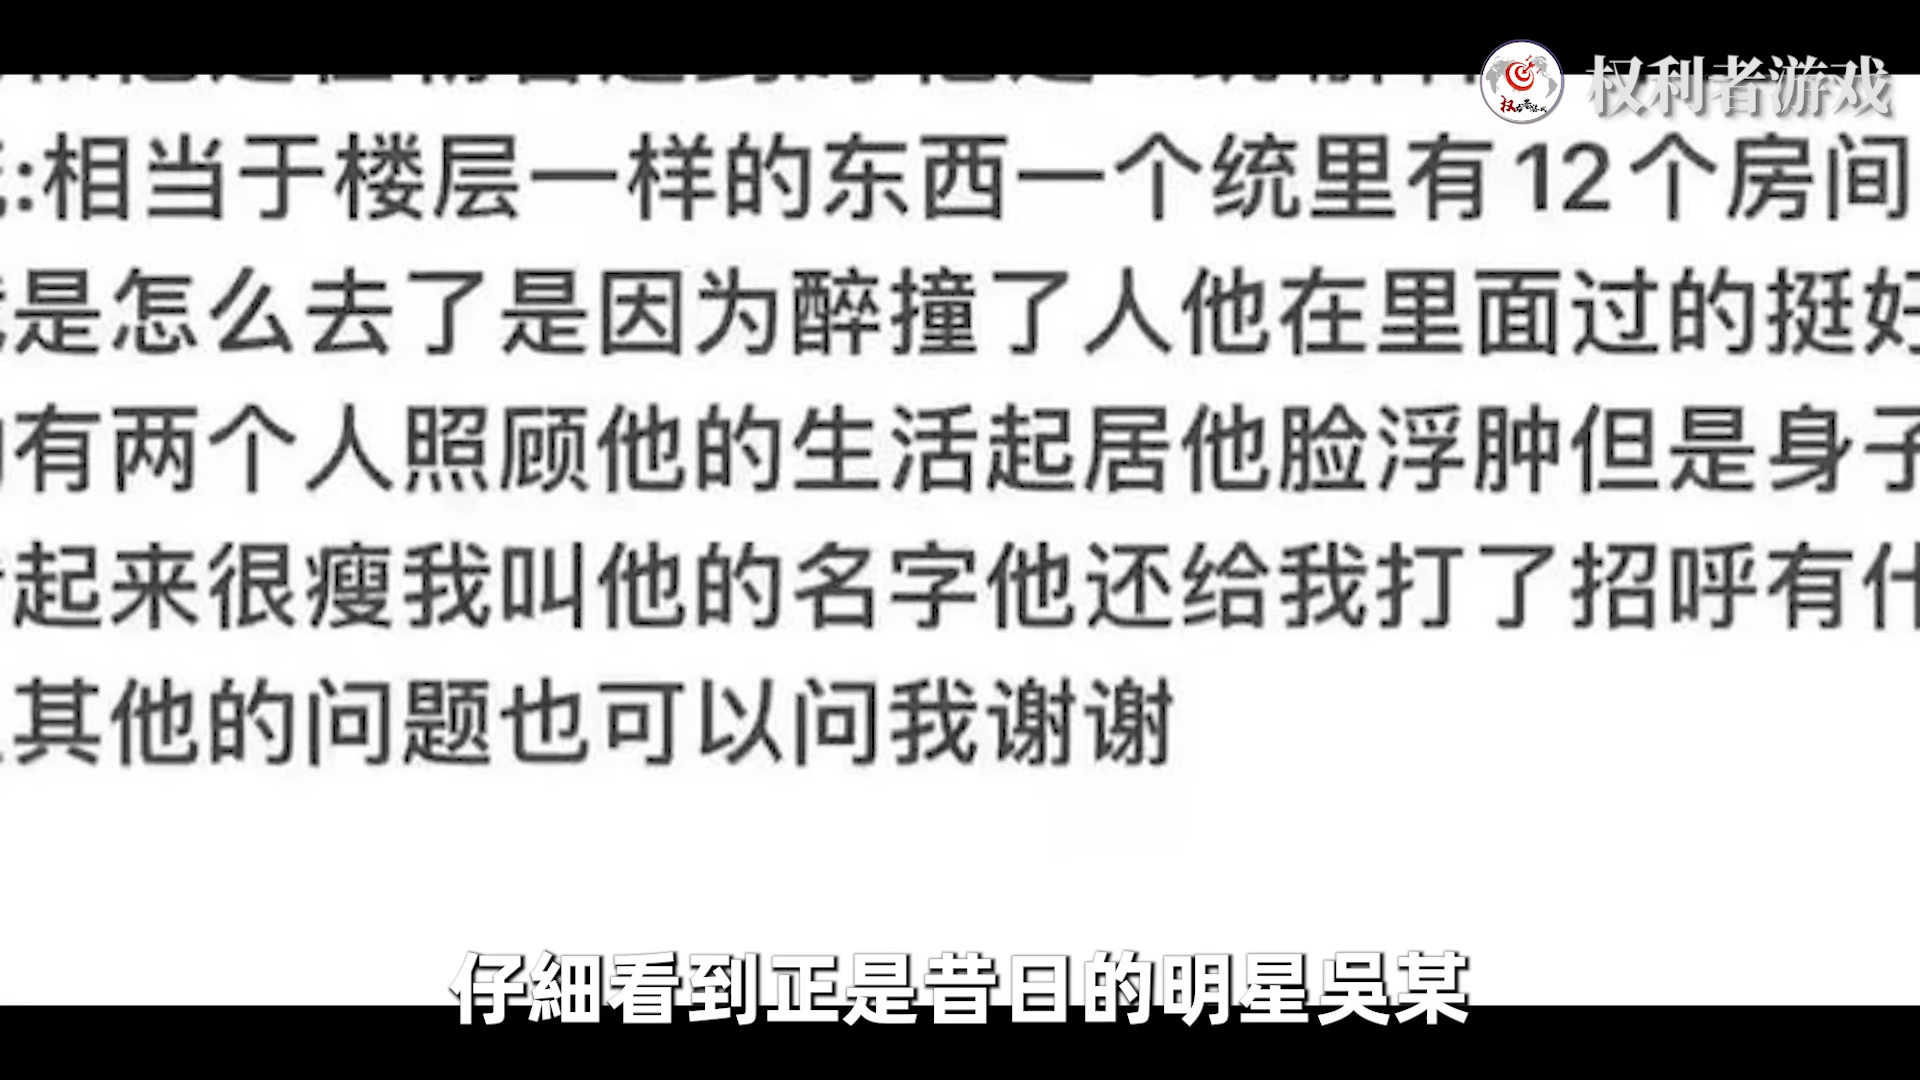 权利者游戏
:相当于楼层一样的东西一个统里有12个房间
是怎么去了是因为醉撞了人他在里面过的挺好
有两个人照顾他的生活起居他脸浮肿但是身子
起来很瘦我叫他的名字他还给我打了招呼有什
其他的问题也可以问我谢谢
仔細看到正是昔日的明星吳某